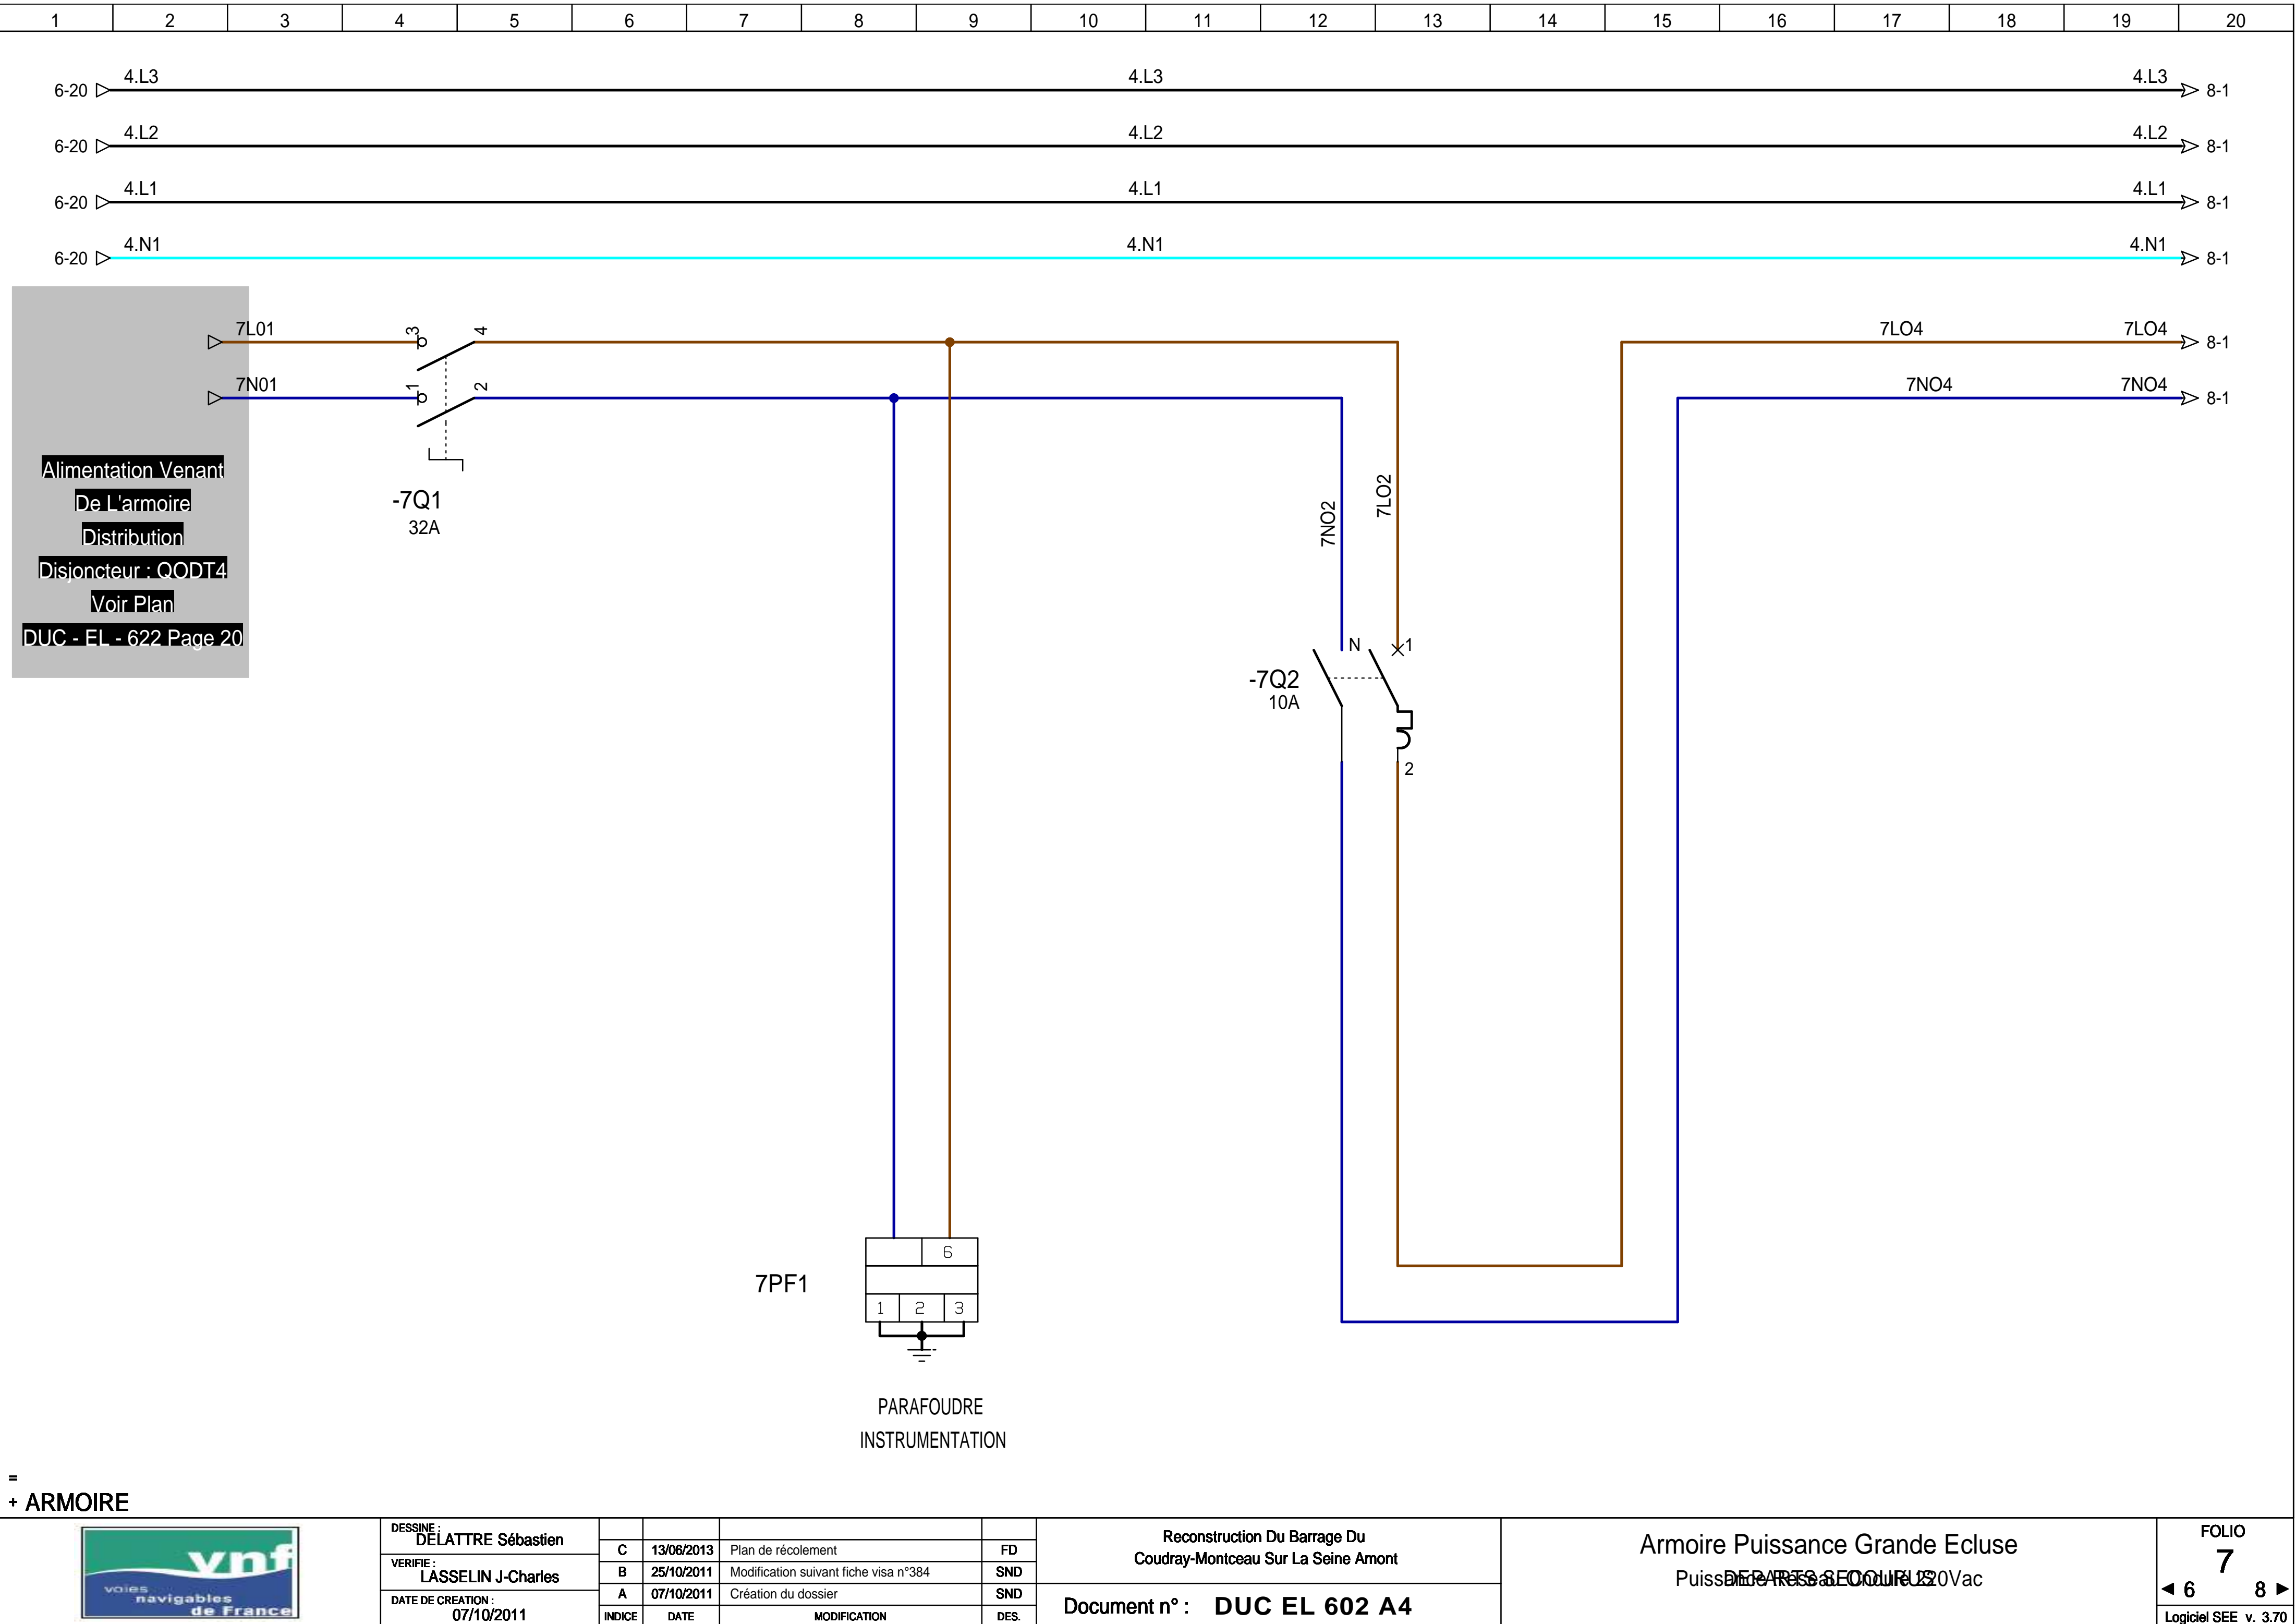 1 2 3 4 5 6 7 8 9 10 11 12 13 14 15 16 17 18 19 20
6-20 4.L3 4.L3 4.L3 8-1
6-20 4.L2 4.L2 4.L2 8-1
6-20 4.L1 4.L1 4.L1 8-1
6-20 4.N1 4.N1 4.N1 8-1
7L01 3 4 7LO4 7LO4 8-1
7N01 1 2 7NO4 7NO4 8-1
Alimentation Venant
De L'armoire
Distribution
Disjoncteur : QODT4
Voir Plan
DUC - EL - 622 Page 20
-7Q1
32A
7NO2
7LO2
N 1
-7Q2
10A
2
6
7PF1
1 2 3
PARAFOUDRE
INSTRUMENTATION
=
+ ARMOIRE
vnf
voies
navigables
de France
DESSINE :
DELATTRE Sébastien
VERIFIE :
LASSELIN J-Charles
DATE DE CREATION :
07/10/2011
C 13/06/2013 Plan de récolement FD
B 25/10/2011 Modification suivant fiche visa n°384 SND
A 07/10/2011 Création du dossier SND
INDICE DATE MODIFICATION DES.
Reconstruction Du Barrage Du
Coudray-Montceau Sur La Seine Amont
Document n° : DUC EL 602 A4
Armoire Puissance Grande Ecluse
Puissance Réseau Ondulé 220Vac
DEPARTS SECOURUS
FOLIO
7
6 8
Logiciel SEE v. 3.70